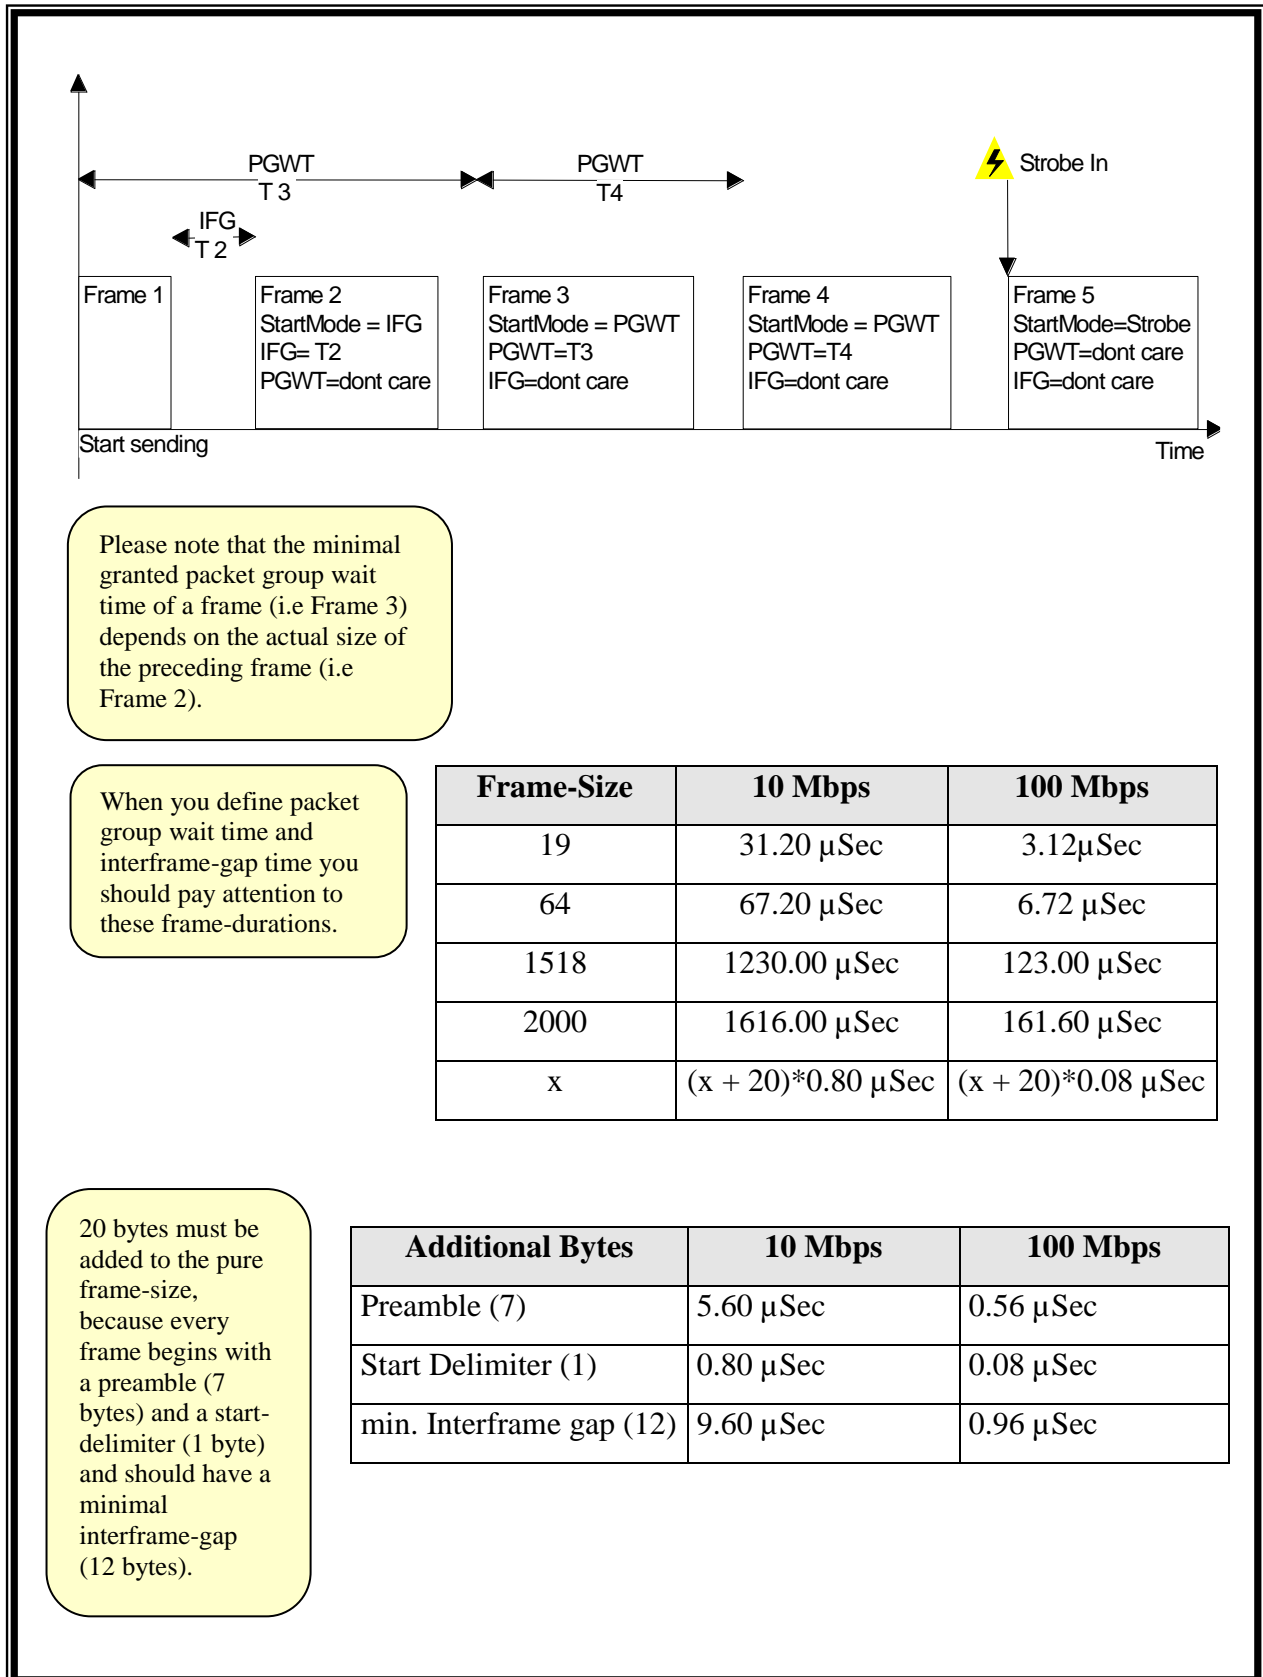 PGWT
T 3
PGWT
T4
Strobe In
IFG
T 2
Frame 1
Frame 2
StartMode = IFG
IFG= T2
PGWT=dont care
Frame 3
StartMode = PGWT
PGWT=T3
IFG=dont care
Frame 4
StartMode = PGWT
PGWT=T4
IFG=dont care
Frame 5
StartMode=Strobe
PGWT=dont care
IFG=dont care
Start sending
Time
Please note that the minimal
granted packet group wait
time of a frame (i.e Frame 3)
depends on the actual size of
the preceding frame (i.e
Frame 2).
When you define packet
group wait time and
interframe-gap time you
should pay attention to
these frame-durations.
Frame-Size 10 Mbps 100 Mbps
19 31.20 µSec 3.12µSec
64 67.20 µSec 6.72 µSec
1518 1230.00 µSec 123.00 µSec
2000 1616.00 µSec 161.60 µSec
x (x + 20)*0.80 µSec (x + 20)*0.08 µSec
20 bytes must be
added to the pure
frame-size,
because every
frame begins with
a preamble (7
bytes) and a start-
delimiter (1 byte)
and should have a
minimal
interframe-gap
(12 bytes).
Additional Bytes 10 Mbps 100 Mbps
Preamble (7) 5.60 µSec 0.56 µSec
Start Delimiter (1) 0.80 µSec 0.08 µSec
min. Interframe gap (12) 9.60 µSec 0.96 µSec